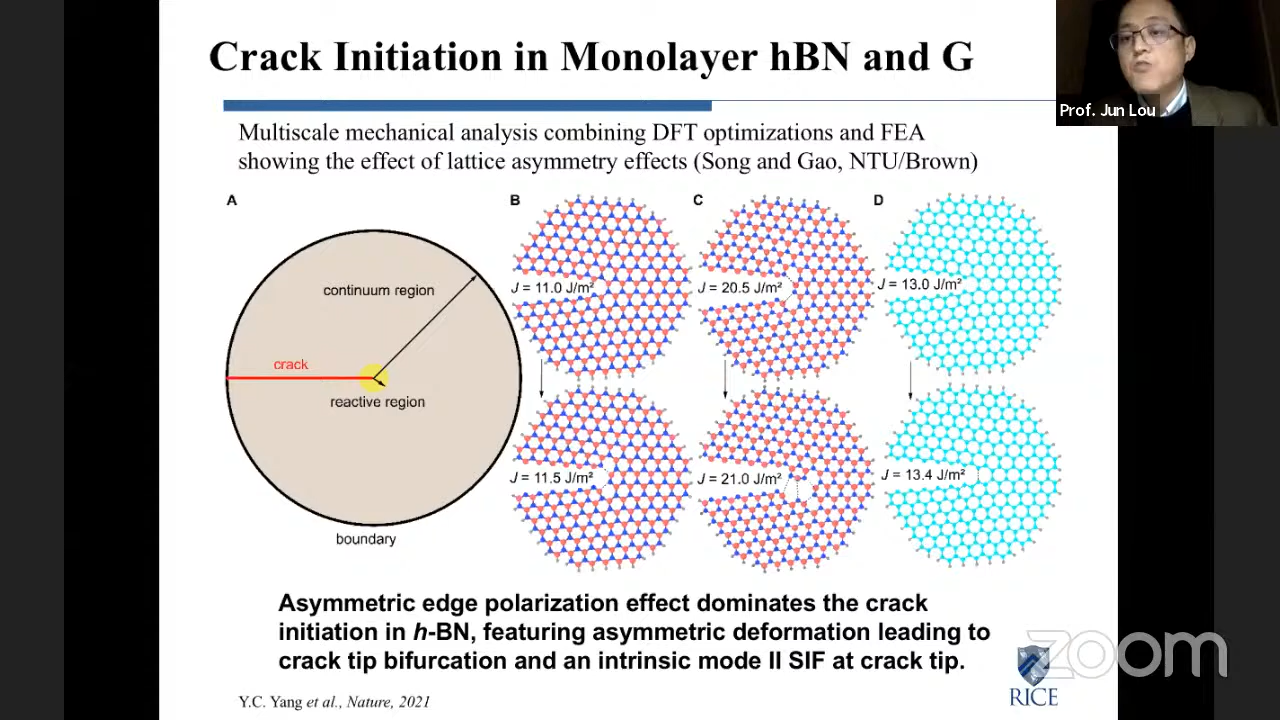 Crack Initiation in Monolayer hBN and G
Prof. Jun Lou
Multiscale mechanical analysis combining DFT optimizations and FEA
showing the effect of lattice asymmetry effects (Song and Gao, NTU/Brown)
A
B
C
D
continuum region
crack
reactive region
boundary
J = 11.0 J/m²
J = 20.5 J/m²
J = 13.0 J/m²
J = 11.5 J/m²
J = 21.0 J/m²
J = 13.4 J/m²
Asymmetric edge polarization effect dominates the crack
initiation in h-BN, featuring asymmetric deformation leading to
crack tip bifurcation and an intrinsic mode II SIF at crack tip.
Y.C. Yang et al., Nature, 2021
RICE
zoom